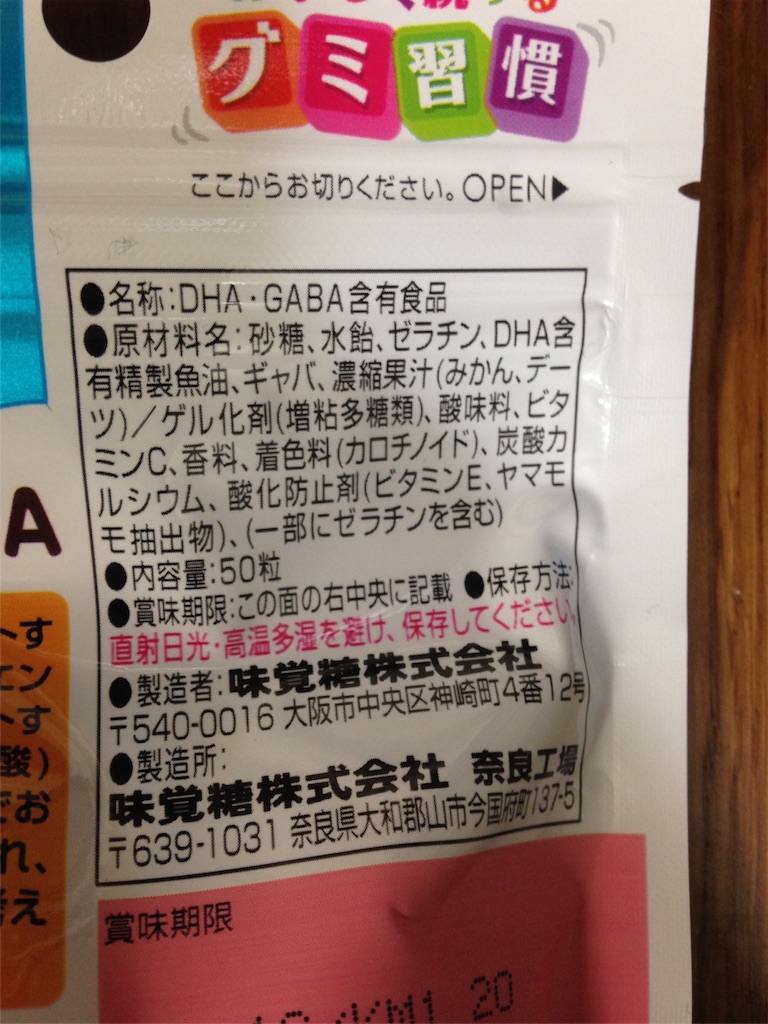 グミ習慣
ここからお切りください。OPEN▶
●名称:DHA・GABA含有食品
●原材料名:砂糖、水飴、ゼラチン、DHA含
有精製魚油、ギャバ、濃縮果汁(みかん、デー
ツ)/ゲル化剤(増粘多糖類)、酸味料、ビタ
ミンC、香料、着色料(カロチノイド)、炭酸カ
ルシウム、酸化防止剤(ビタミンE、ヤマモ
モ抽出物)、(一部にゼラチンを含む)
●内容量:50粒
●賞味期限:この面の右中央に記載 ●保存方法:
直射日光・高温多湿を避け、保存してください。
●製造者:味覚糖株式会社
〒540-0016 大阪市中央区神崎町4番12号
●製造所:
味覚糖株式会社 奈良工場
〒639-1031 奈良県大和郡山市今国府町137-5
A
す
エン
す
酸)
でお
れ、
え
賞味期限
20